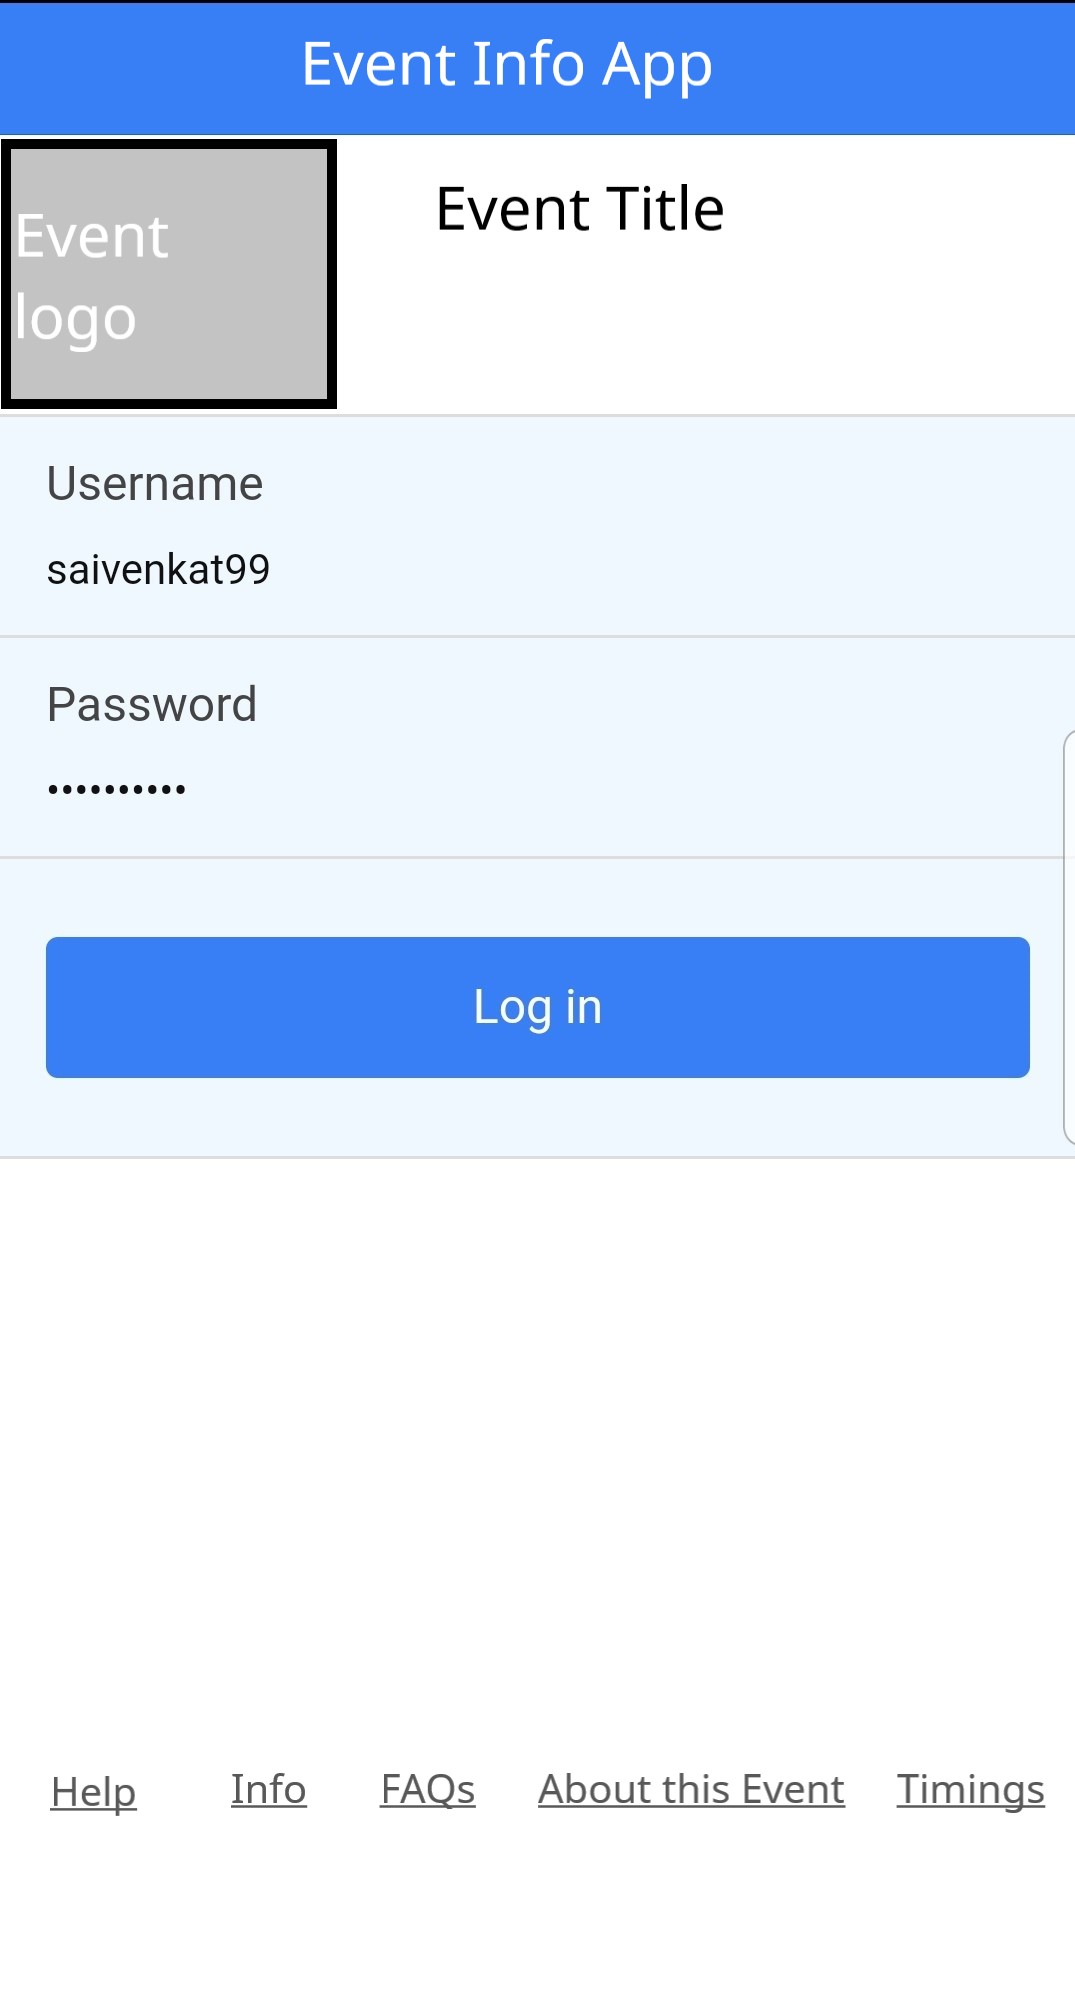 Event Info App
Event
logo
Event Title
Username
saivenkat99
Password
••••••••••
Log in
Help Info FAQs About this Event Timings